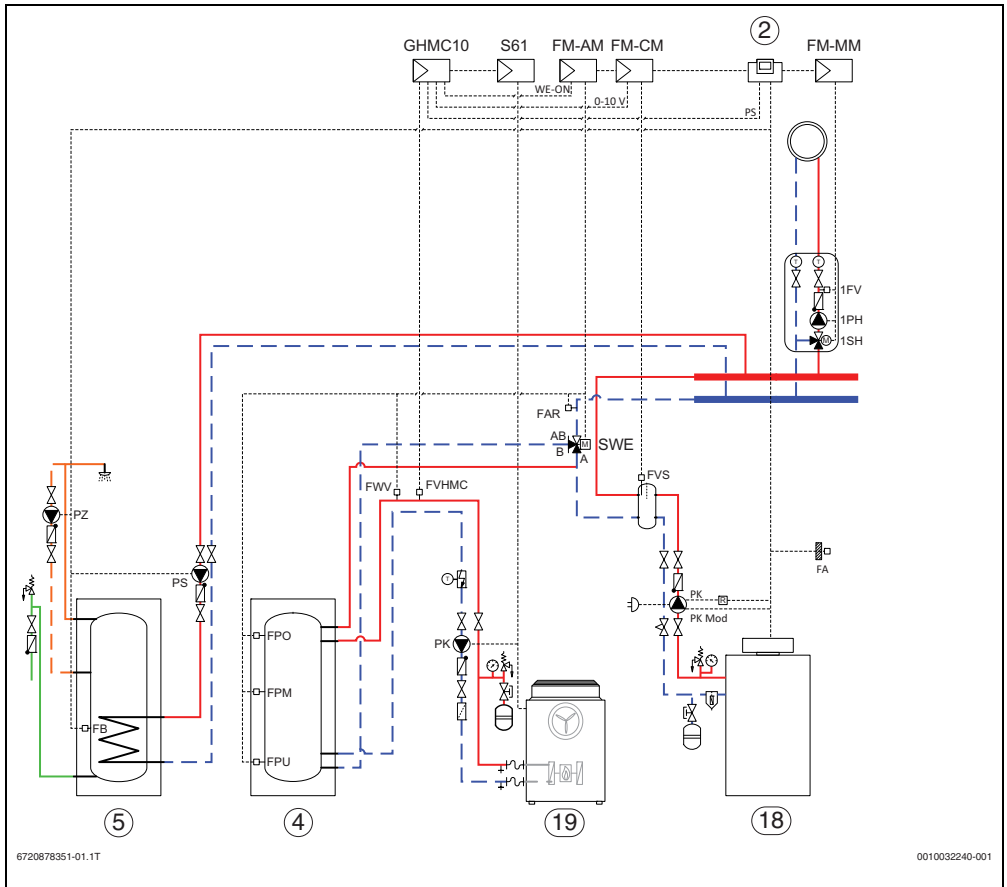 2
GHMC10 S61 FM-AM FM-CM FM-MM
WE-ON
0-10 V
PS
T T
1FV
1PH
M 1SH
FAR
AB
B M SWE
A
FWV FVHMC FVS
PZ
T
FA
PS
PK
PK Mod
FPO PK
FPM
FB
FPU
5 4 19 18
6720878351-01.1T 0010032240-001